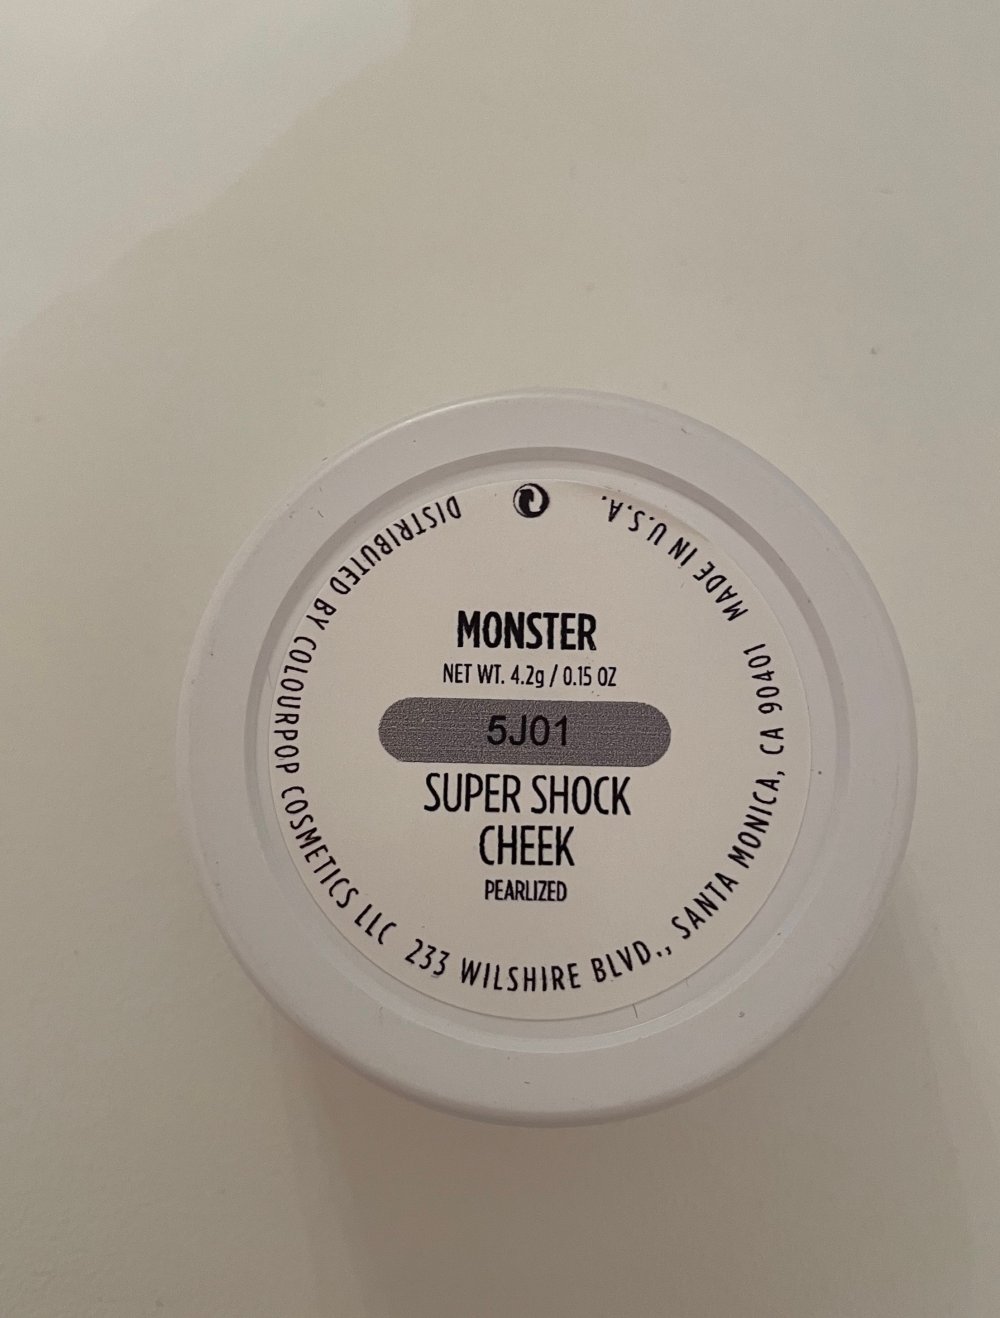 MONSTER
NET WT. 4.2g / 0.15 OZ
5J01
SUPER SHOCK
CHEEK
PEARLIZED
DISTRIBUTED BY COLOURPOP COSMETICS LLC 233 WILSHIRE BLVD., SANTA MONICA, CA 90401 MADE IN U.S.A.